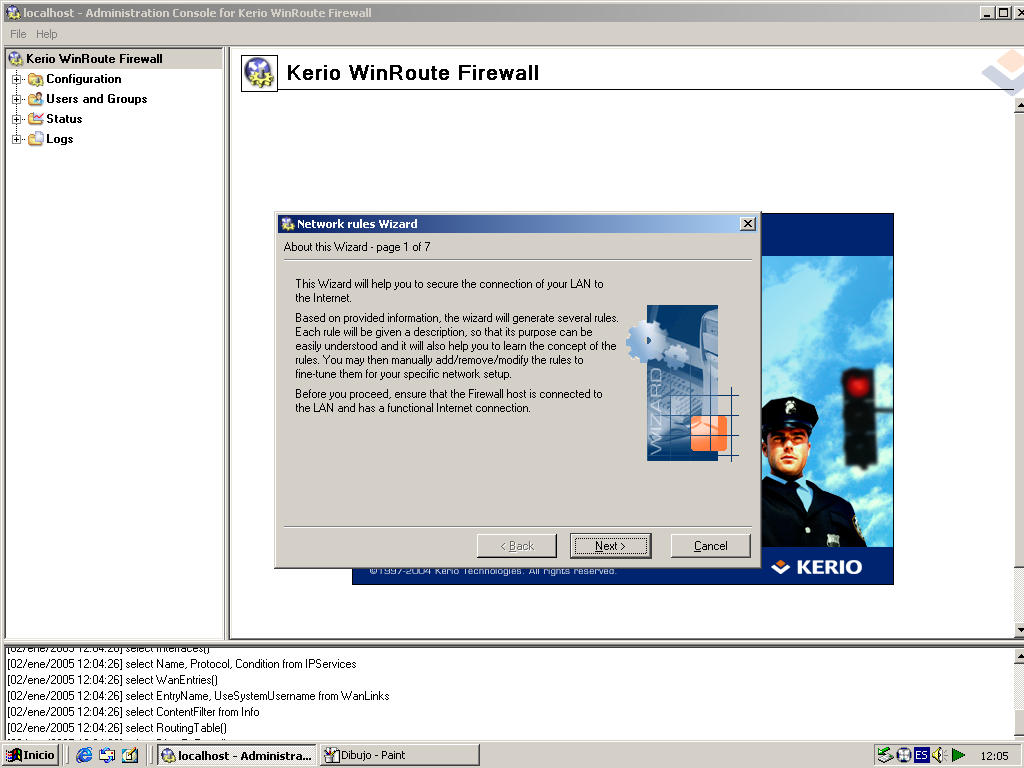 localhost - Administration Console for Kerio WinRoute Firewall
File Help
Kerio WinRoute Firewall
Configuration
Users and Groups
Status
Logs
Kerio WinRoute Firewall
Network rules Wizard
About this Wizard - page 1 of 7
This Wizard will help you to secure the connection of your LAN to
the Internet.
Based on provided information, the wizard will generate several rules.
Each rule will be given a description, so that its purpose can be
easily understood and it will also help you to learn the concept of the
rules. You may then manually add/remove/modify the rules to
fine-tune them for your specific network setup.
Before you proceed, ensure that the Firewall host is connected to
the LAN and has a functional Internet connection.
WIZARD
< Back Next > Cancel
©1997-2004 Kerio Technologies. All rights reserved.
KERIO
[02/ene/2005 12:04:26] select Interfaces()
[02/ene/2005 12:04:26] select Name, Protocol, Condition from IPServices
[02/ene/2005 12:04:26] select WanEntries()
[02/ene/2005 12:04:26] select EntryName, UseSystemUsername from WanLinks
[02/ene/2005 12:04:26] select ContentFilter from Info
[02/ene/2005 12:04:26] select RoutingTable()
Inicio localhost - Administra... Dibujo - Paint ES 12:05